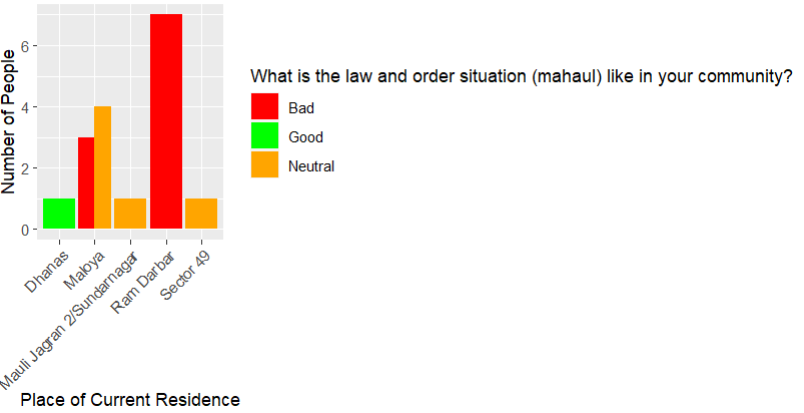 6
4
2
0
Number of People
Dhanas
Maloya
Mauli Jagran 2/Sundarnagar
Ram Darbar
Sector 49
Place of Current Residence
What is the law and order situation (mahaul) like in your community?
Bad
Good
Neutral